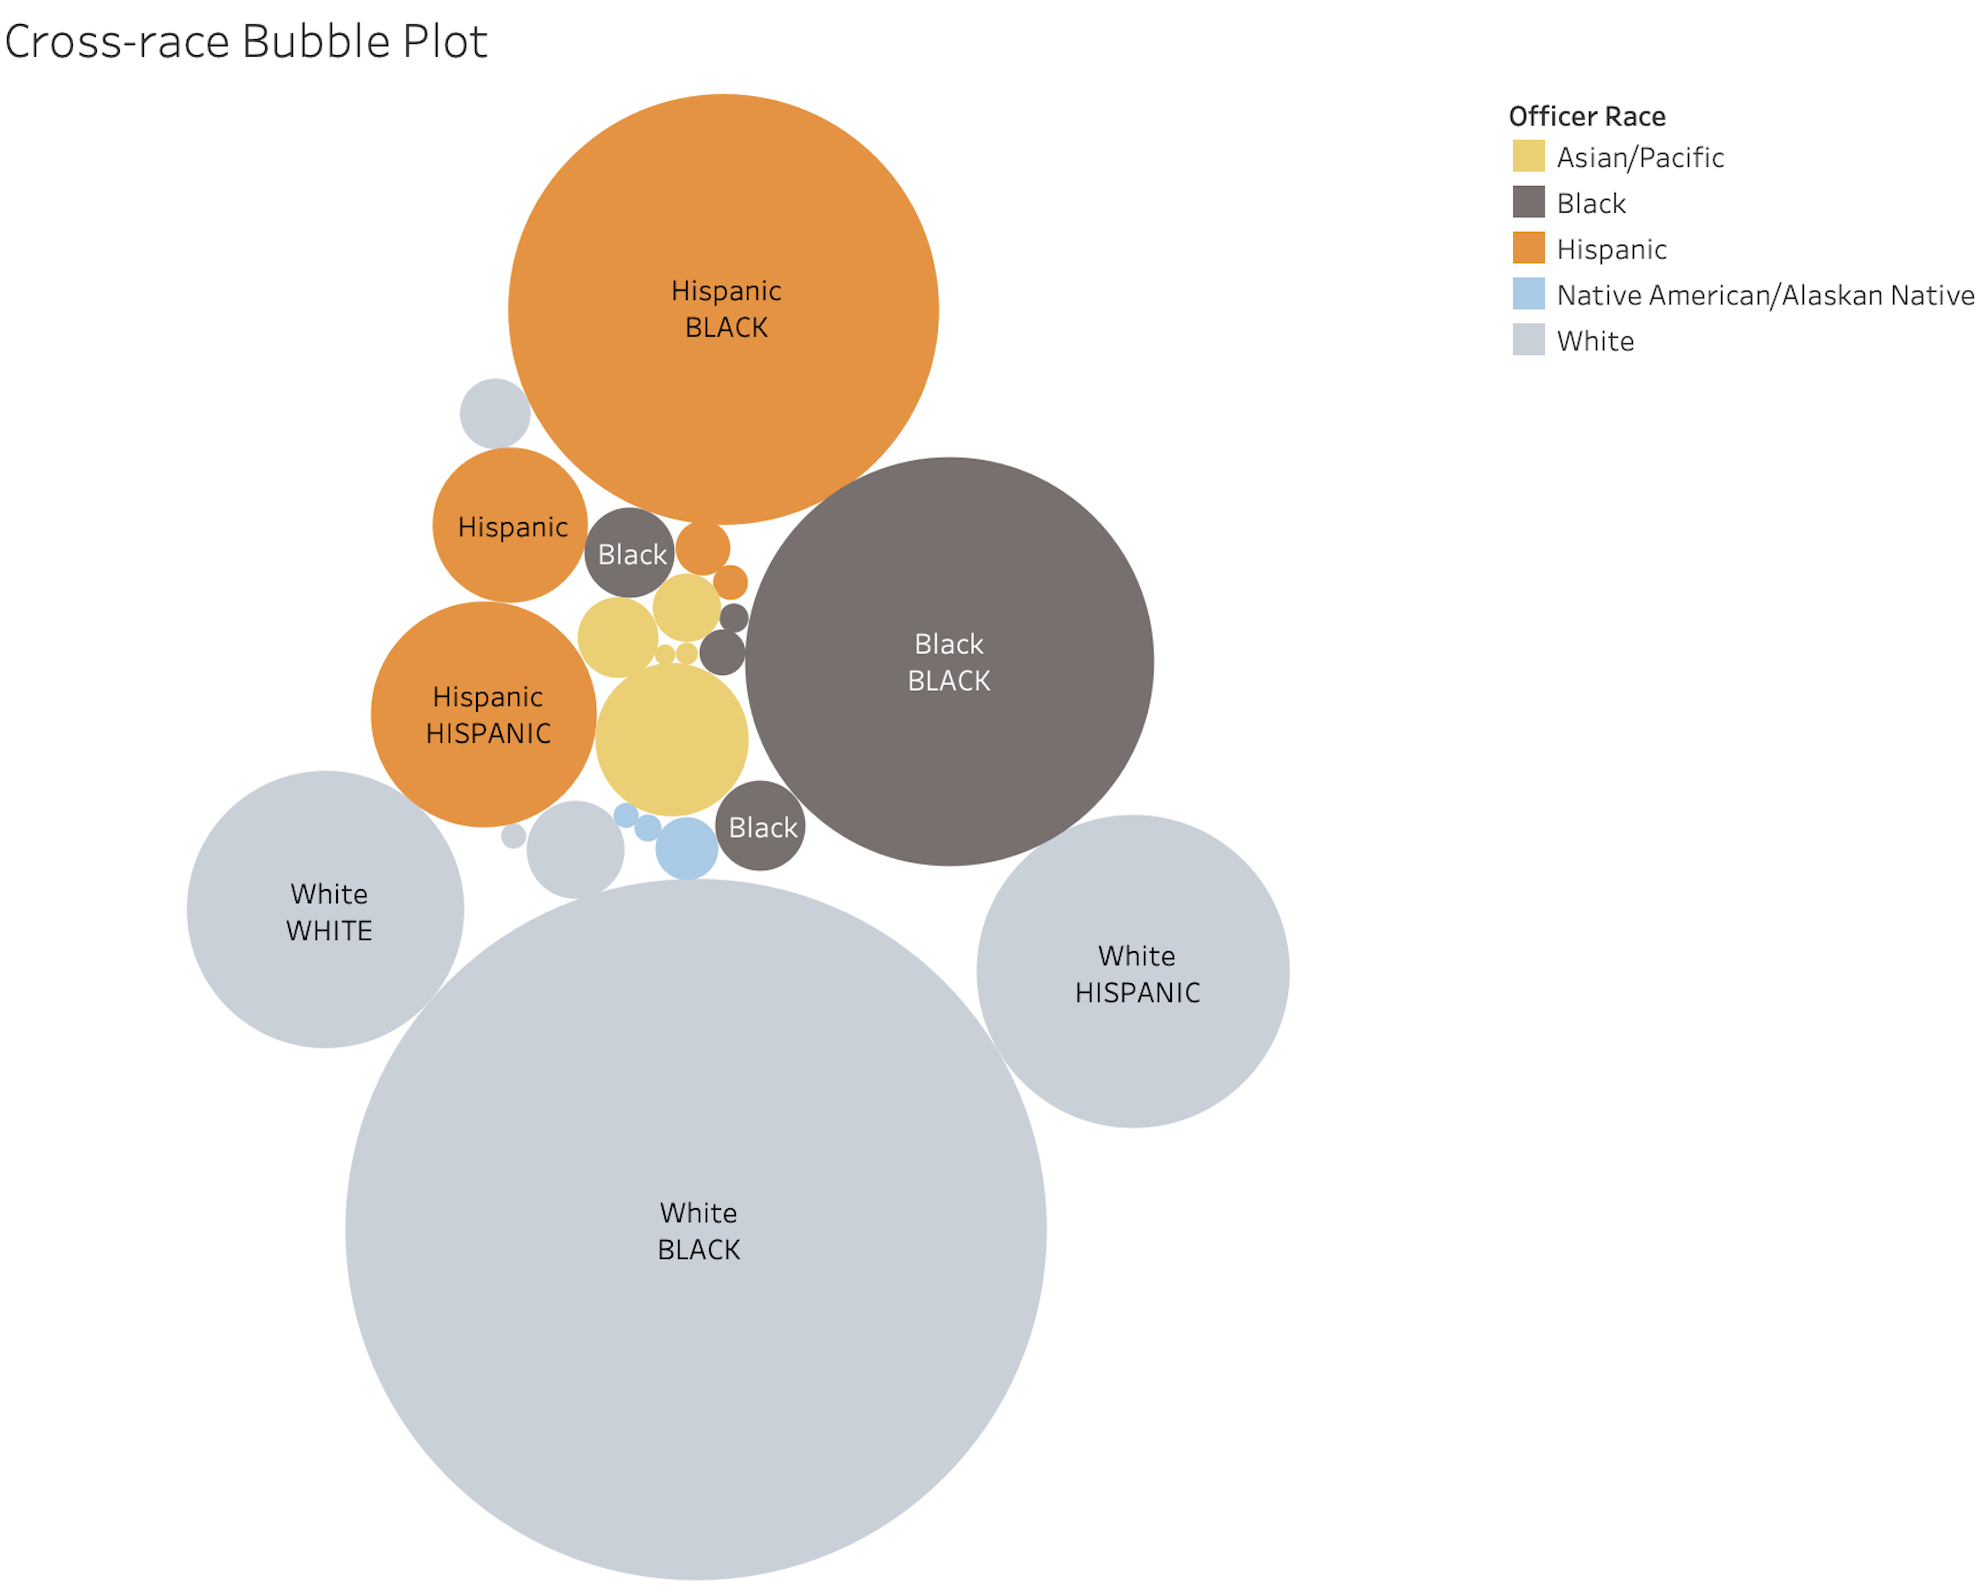 Cross-race Bubble Plot
Officer Race
Asian/Pacific
Black
Hispanic
Native American/Alaskan Native
White
Hispanic
BLACK
Hispanic
Black
Black
BLACK
Hispanic
HISPANIC
Black
White
WHITE
White
HISPANIC
White
BLACK